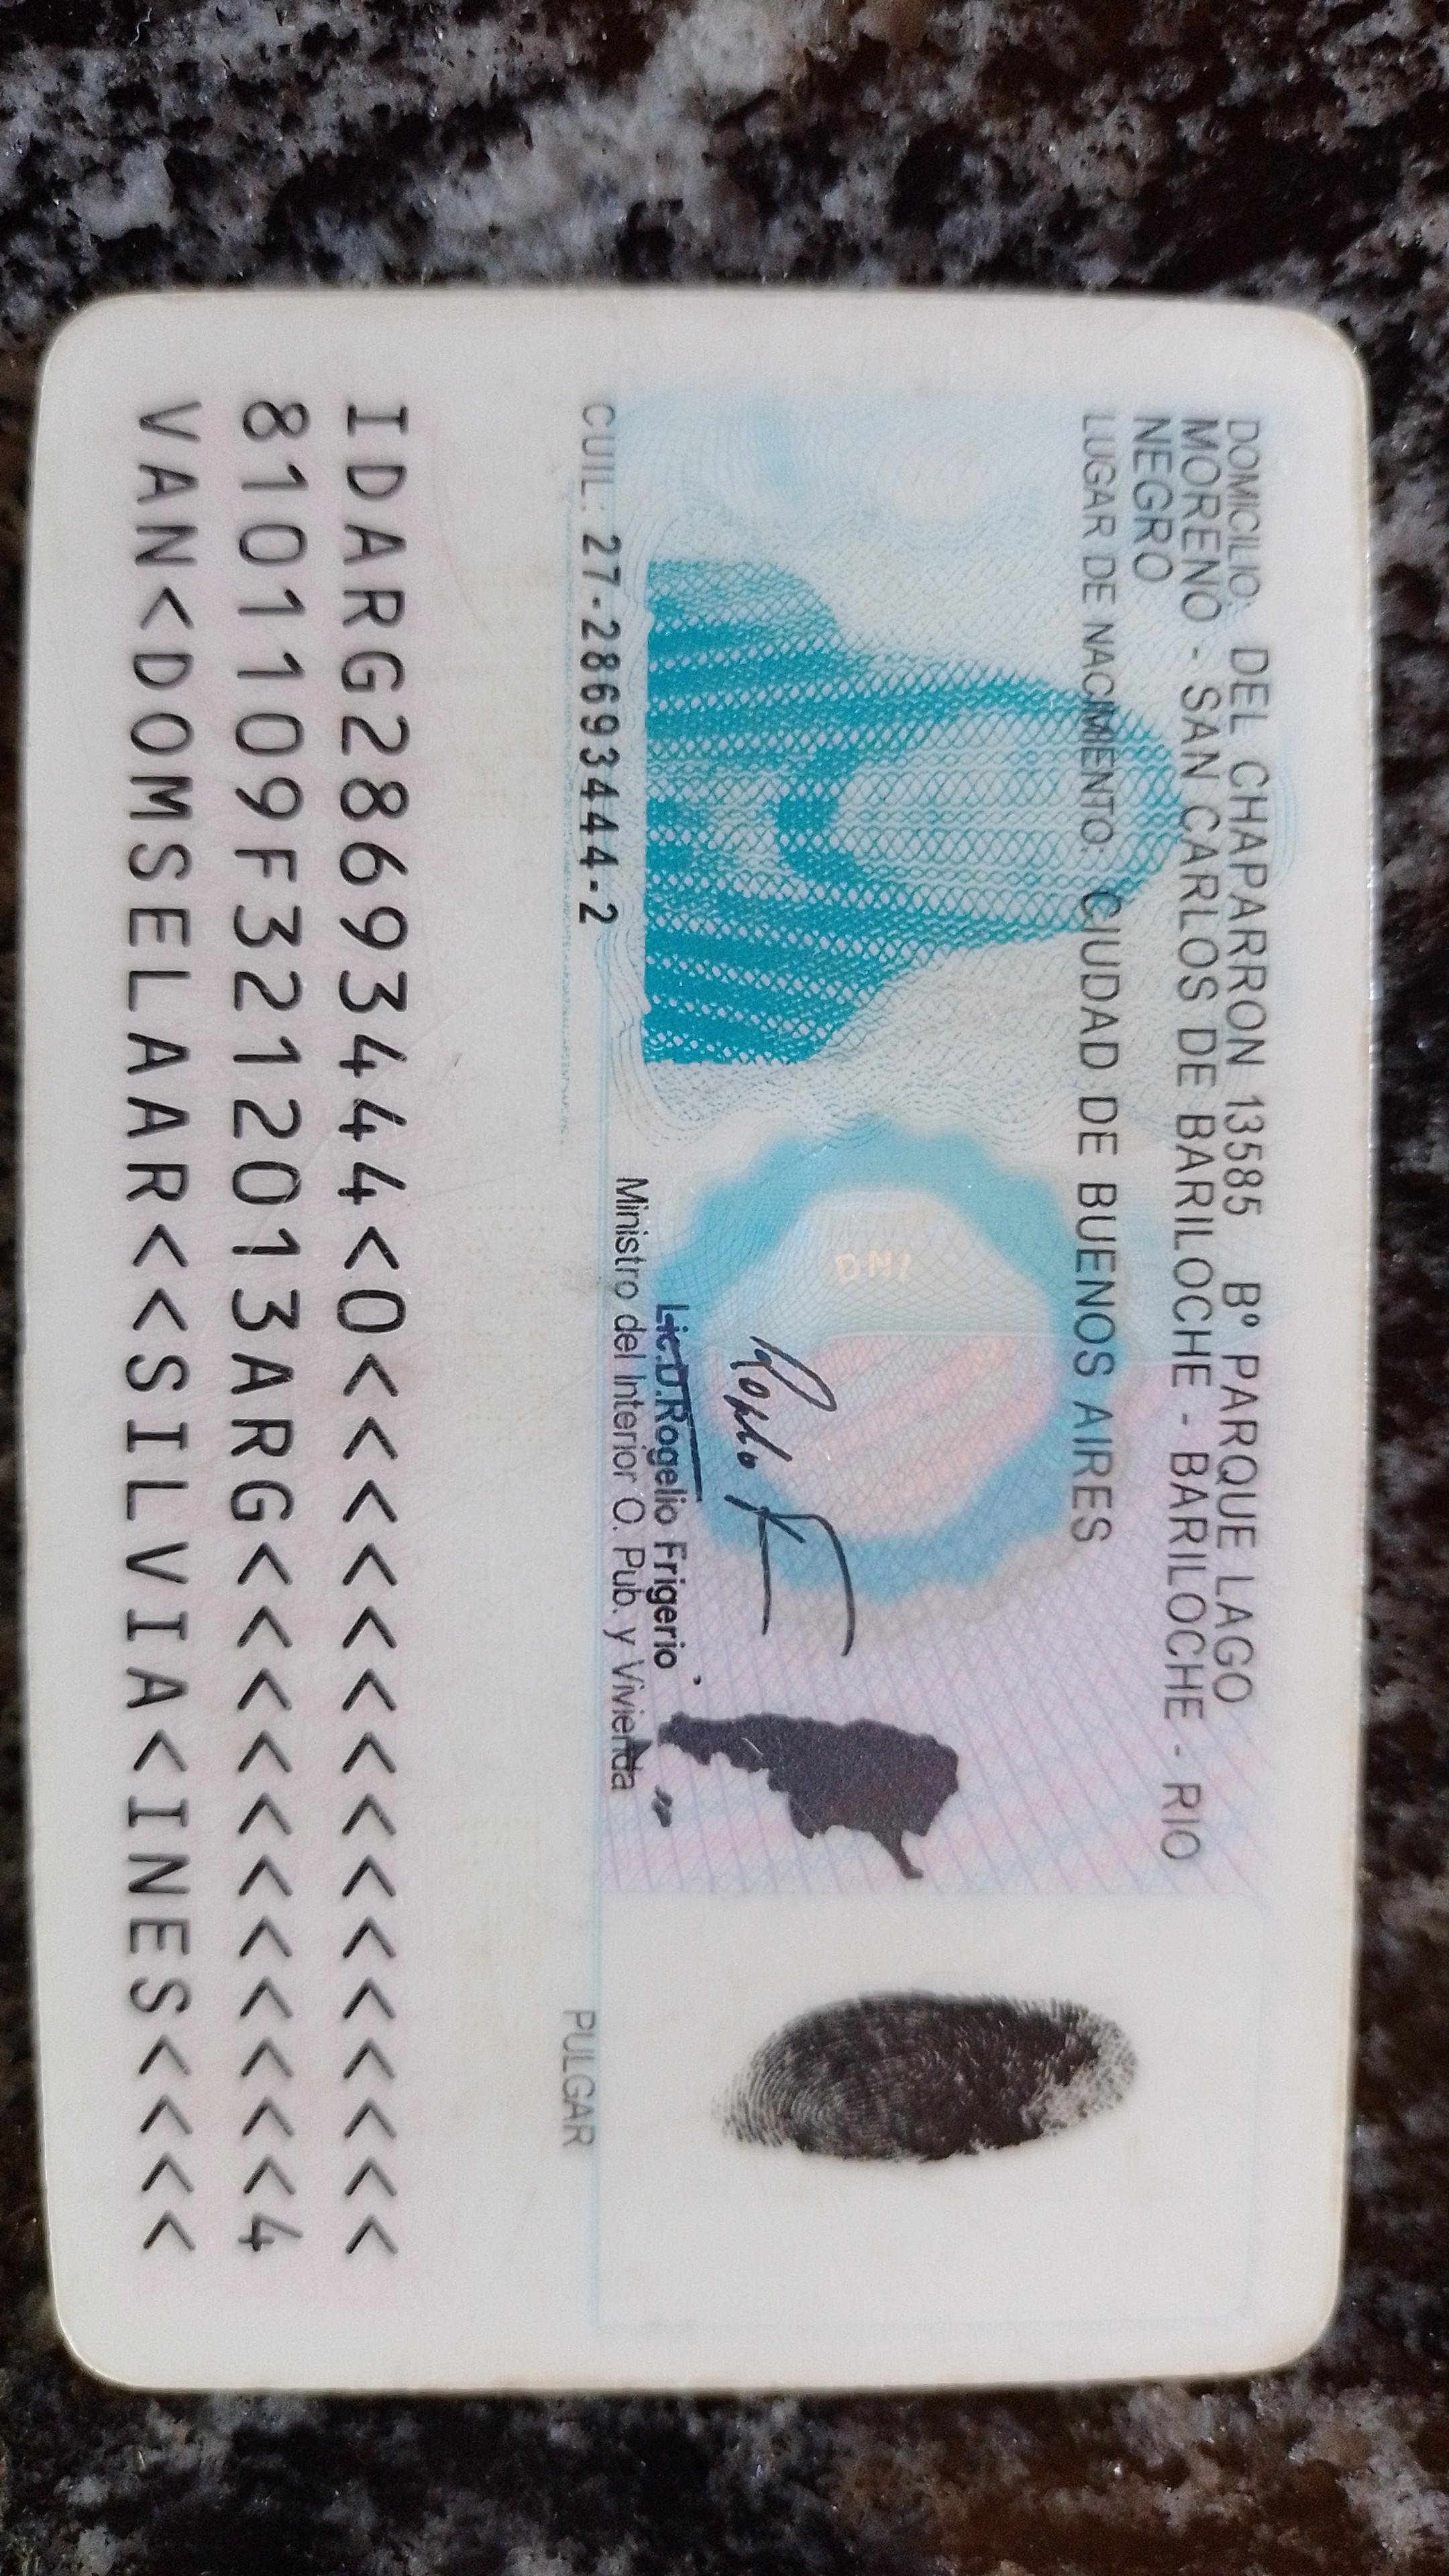 DOMICILIO: DEL CHAPARRON 13585 Bº PARQUE LAGO
MORENO - SAN CARLOS DE BARILOCHE - BARILOCHE - RIO
NEGRO
LUGAR DE NACIMIENTO: CIUDAD DE BUENOS AIRES
DNI
Lic.D.Rogelio Frigerio
Ministro del Interior O. Pub. y Vivienda
CUIL: 27-28693444-2
PULGAR
IDARG28693444<0<<<<<<<<<<<<<<<
8101109F3212013ARG<<<<<<<<<<<4
VAN<DOMSELAAR<<SILVIA<INES<<<<